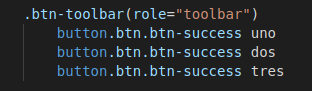 .btn-toolbar(role="toolbar")
button.btn.btn-success uno
button.btn.btn-success dos
button.btn.btn-success tres